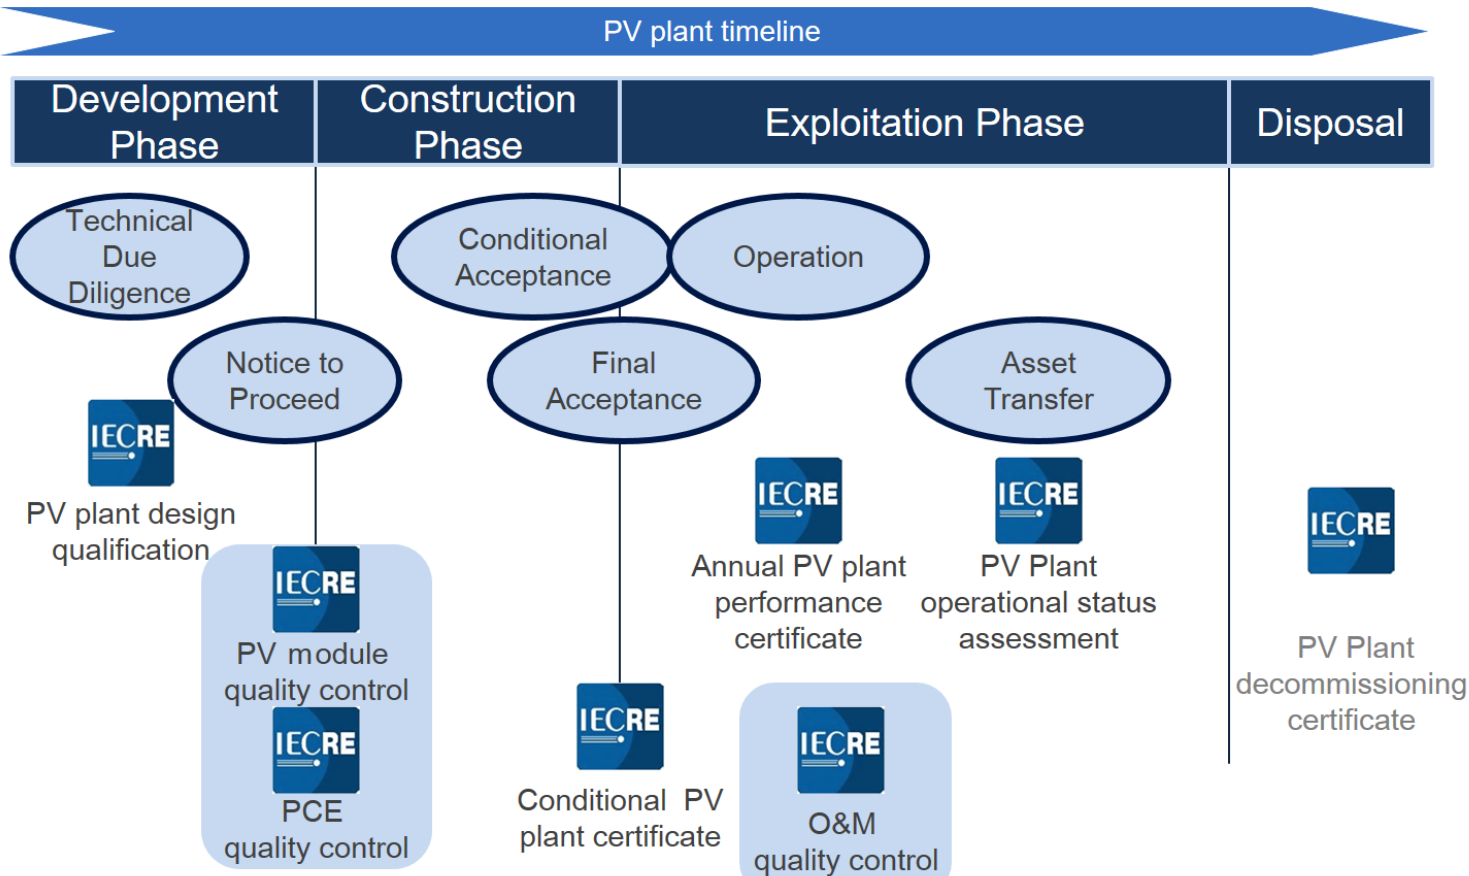 PV plant timeline
Development
Phase
Construction
Phase
Exploitation Phase
Disposal
Technical
Due
Diligence
Conditional
Acceptance
Operation
Notice to
Proceed
Final
Acceptance
Asset
Transfer
IECRE
PV plant design
qualification
IECRE
PV module
quality control
IECRE
PCE
quality control
IECRE
Conditional PV
plant certificate
IECRE
Annual PV plant
performance
certificate
IECRE
O&M
quality control
IECRE
PV Plant
operational status
assessment
IECRE
PV Plant
decommissioning
certificate